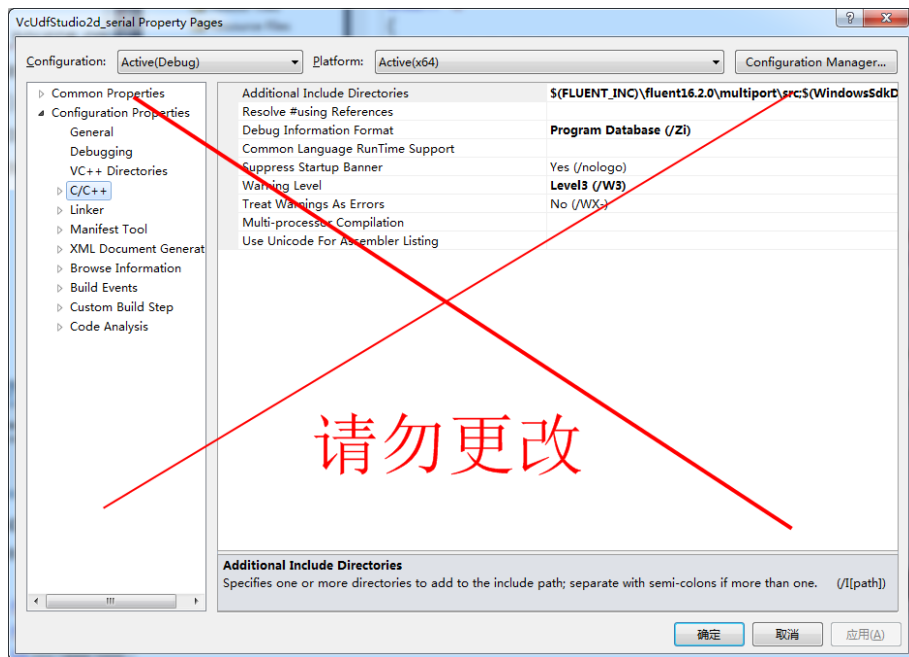 VcUdfStudio2d_serial Property Pages
Configuration: Active(Debug) Platform: Active(x64) Configuration Manager...
Common Properties
Configuration Properties
General
Debugging
VC++ Directories
C/C++
Linker
Manifest Tool
XML Document Generat
Browse Information
Build Events
Custom Build Step
Code Analysis
Additional Include Directories $(FLUENT_INC)\fluent16.2.0\multiport\src;$(WindowsSdkD
Resolve #using References
Debug Information Format Program Database (/Zi)
Common Language RunTime Support
Suppress Startup Banner Yes (/nologo)
Warning Level Level3 (/W3)
Treat Warnings As Errors No (/WX-)
Multi-processor Compilation
Use Unicode For Assembler Listing
请勿更改
Additional Include Directories
Specifies one or more directories to add to the include path; separate with semi-colons if more than one. (/I[path])
确定 取消 应用(A)